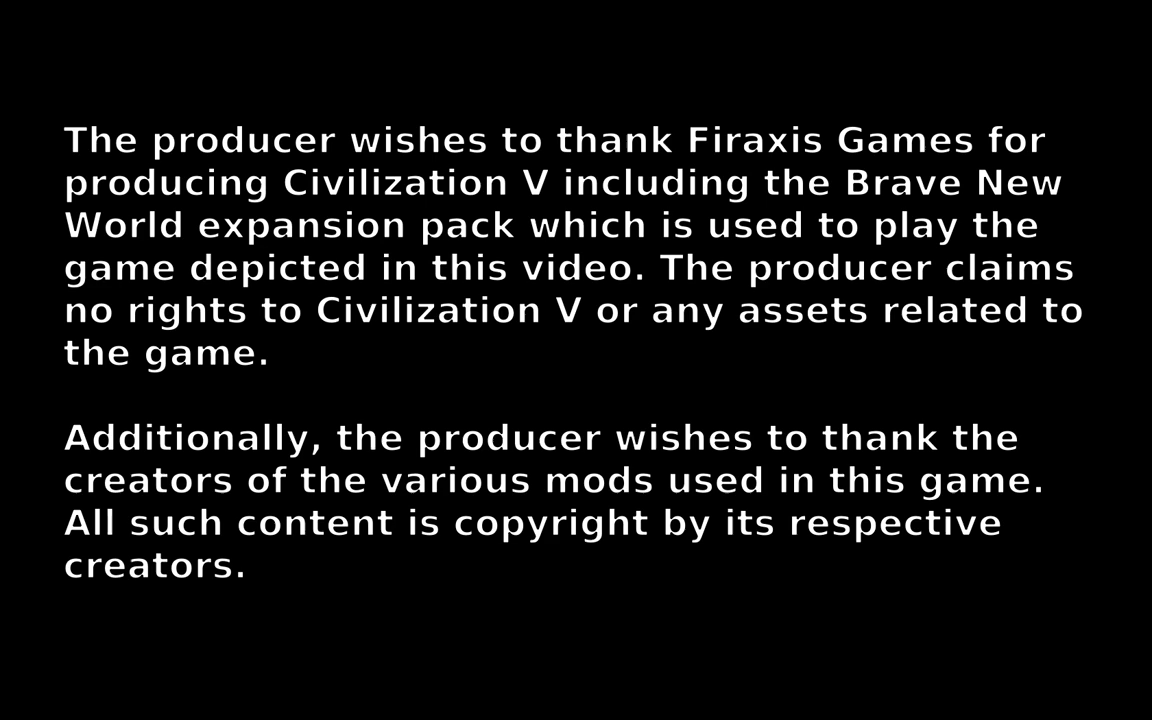 The producer wishes to thank Firaxis Games for
producing Civilization V including the Brave New
World expansion pack which is used to play the
game depicted in this video. The producer claims
no rights to Civilization V or any assets related to
the game.
Additionally, the producer wishes to thank the
creators of the various mods used in this game.
All such content is copyright by its respective
creators.